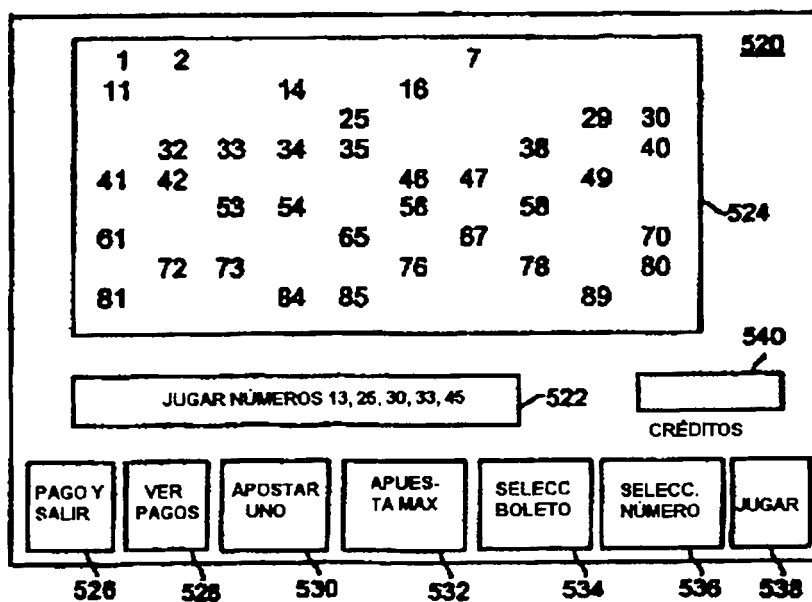 1 2 7 520
11 14 16
25 29 30
32 33 34 35 38 40
41 42 46 47 49
53 54 56 58
524
61 65 67 70
72 73 76 78 80
81 84 85 89
540
JUGAR NÚMEROS 13, 25, 30, 33, 45 522
CRÉDITOS
PAGO Y
SALIR
VER
PAGOS
APOSTAR
UNO
APUES-
TA MAX
SELECC
BOLETO
SELECC.
NÚMERO
JUGAR
526 528 530 532 534 536 538